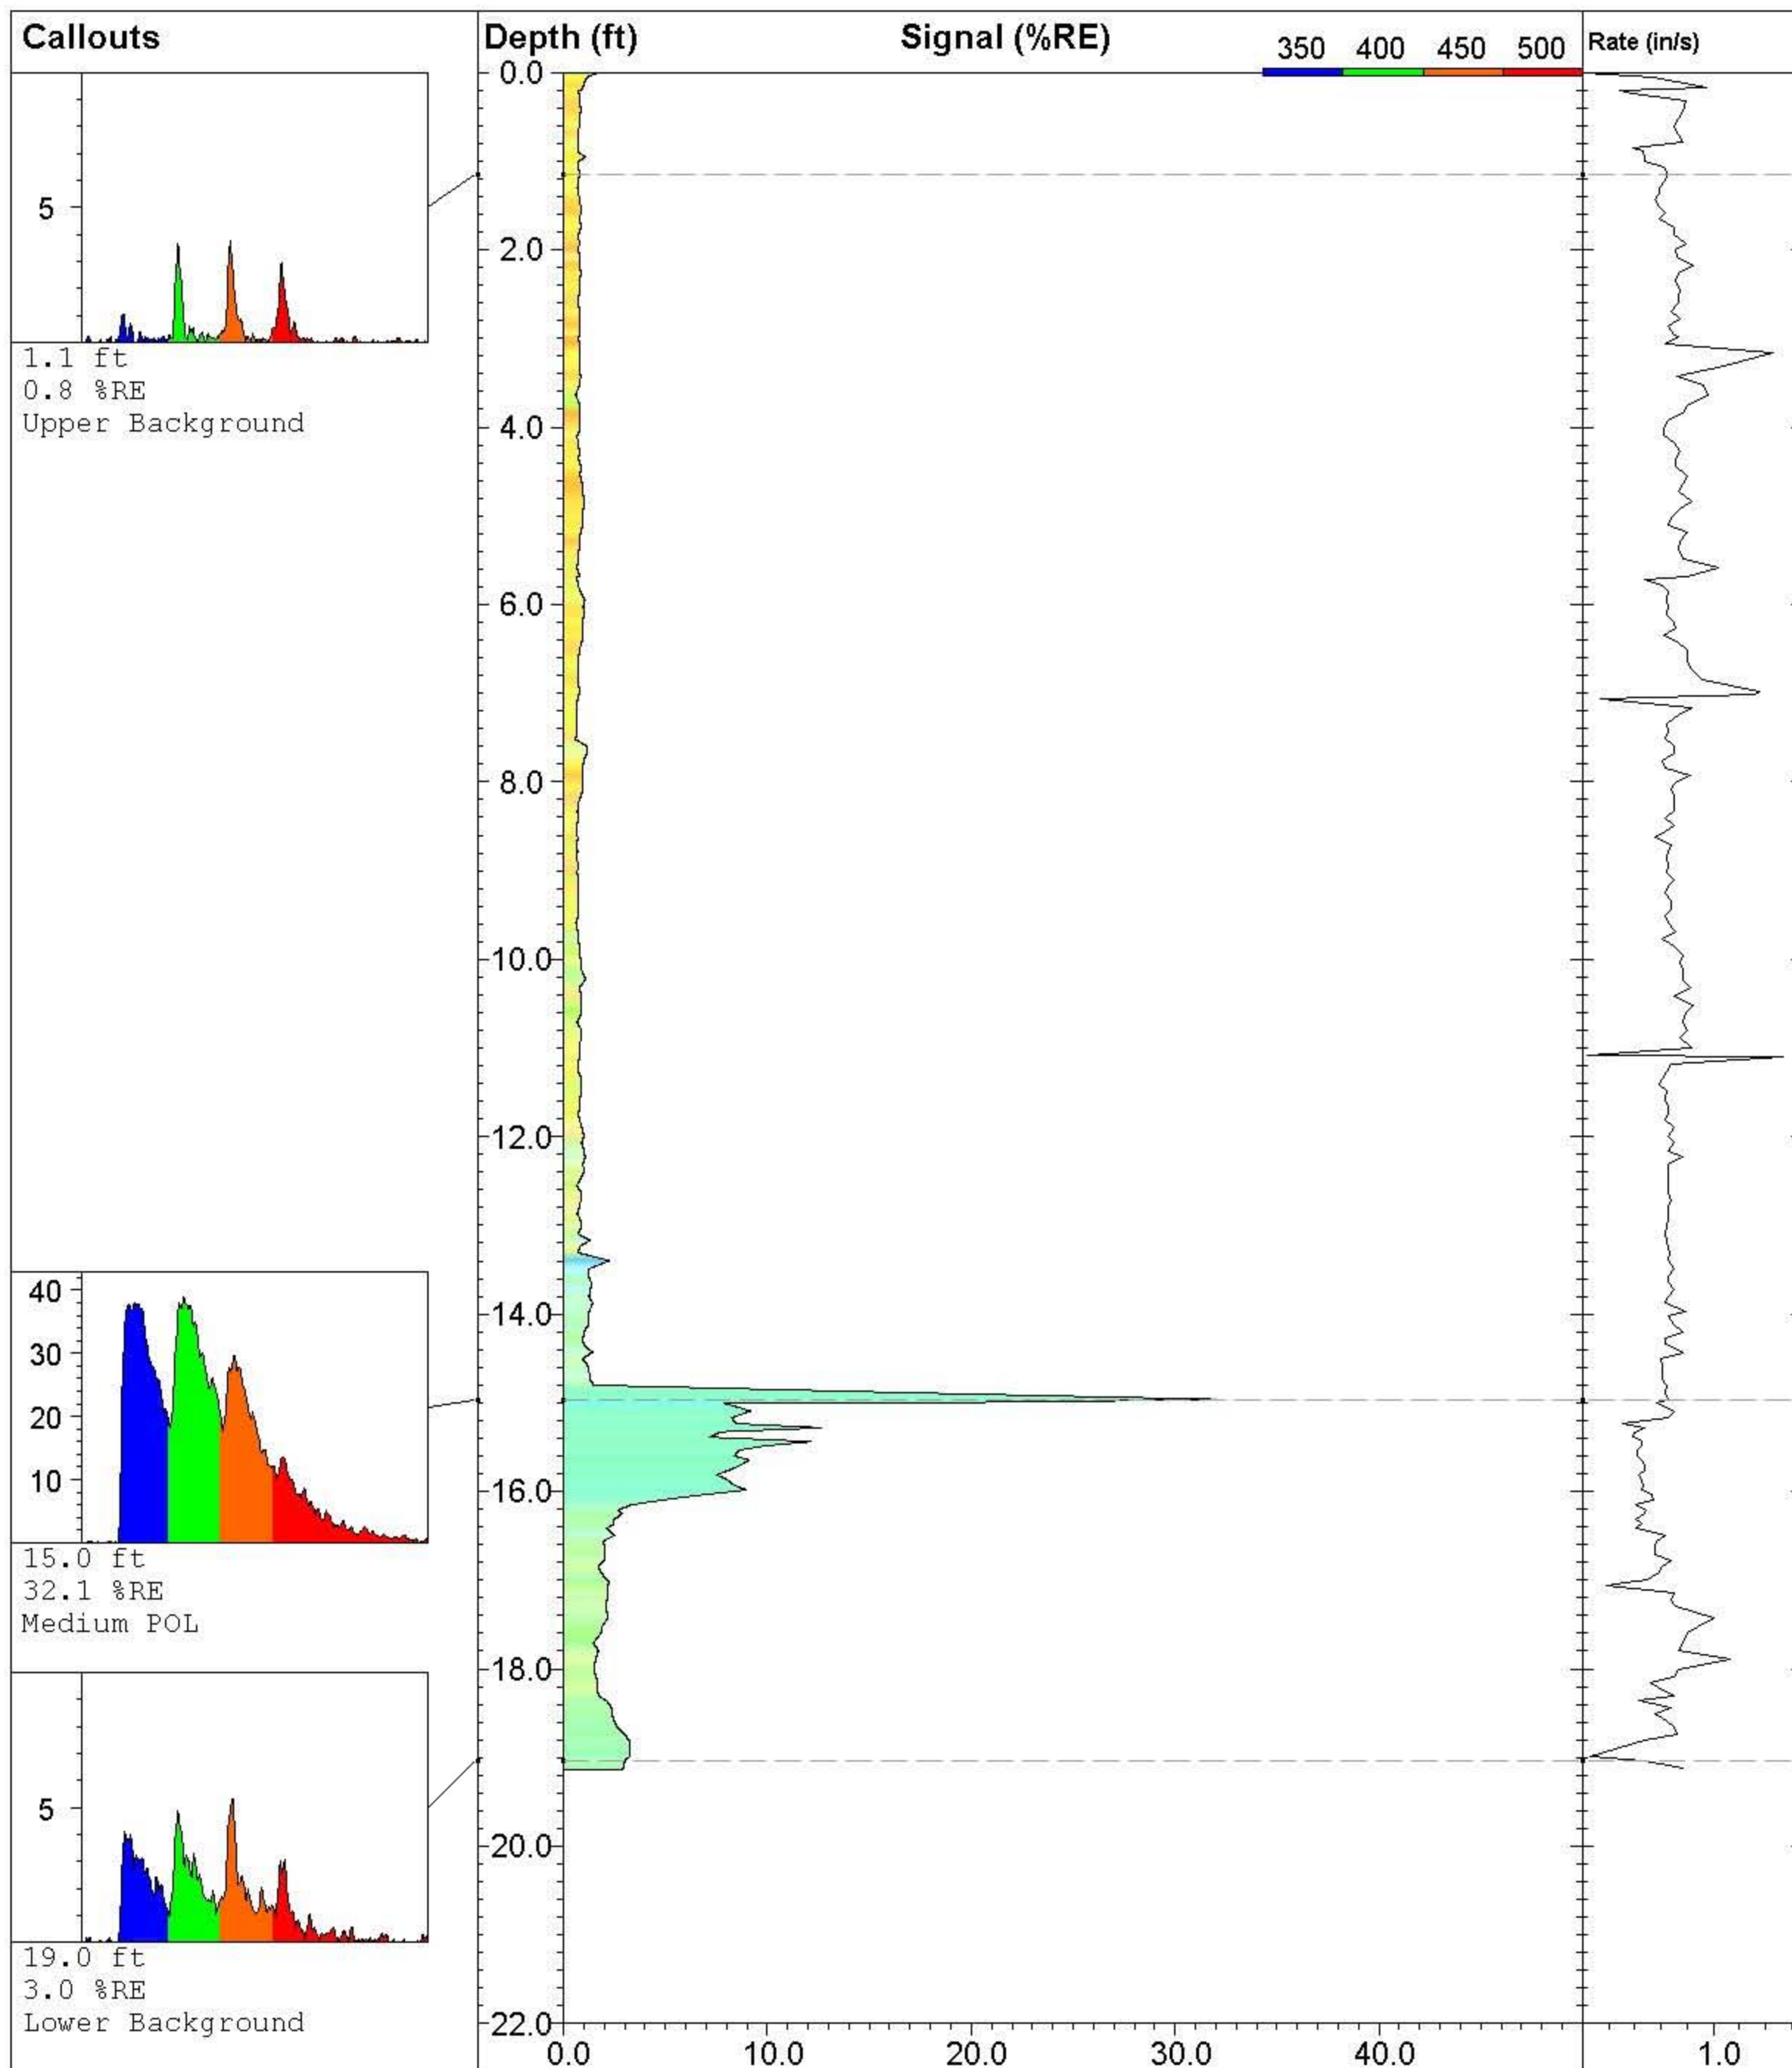 Callouts
Depth (ft)
Signal (%RE)
350 400 450 500
Rate (in/s)
5
1.1 ft
0.8 %RE
Upper Background
40
30
20
10
15.0 ft
32.1 %RE
Medium POL
5
19.0 ft
3.0 %RE
Lower Background
0.0
2.0
4.0
6.0
8.0
10.0
12.0
14.0
16.0
18.0
20.0
22.0
0.0 10.0 20.0 30.0 40.0
1.0